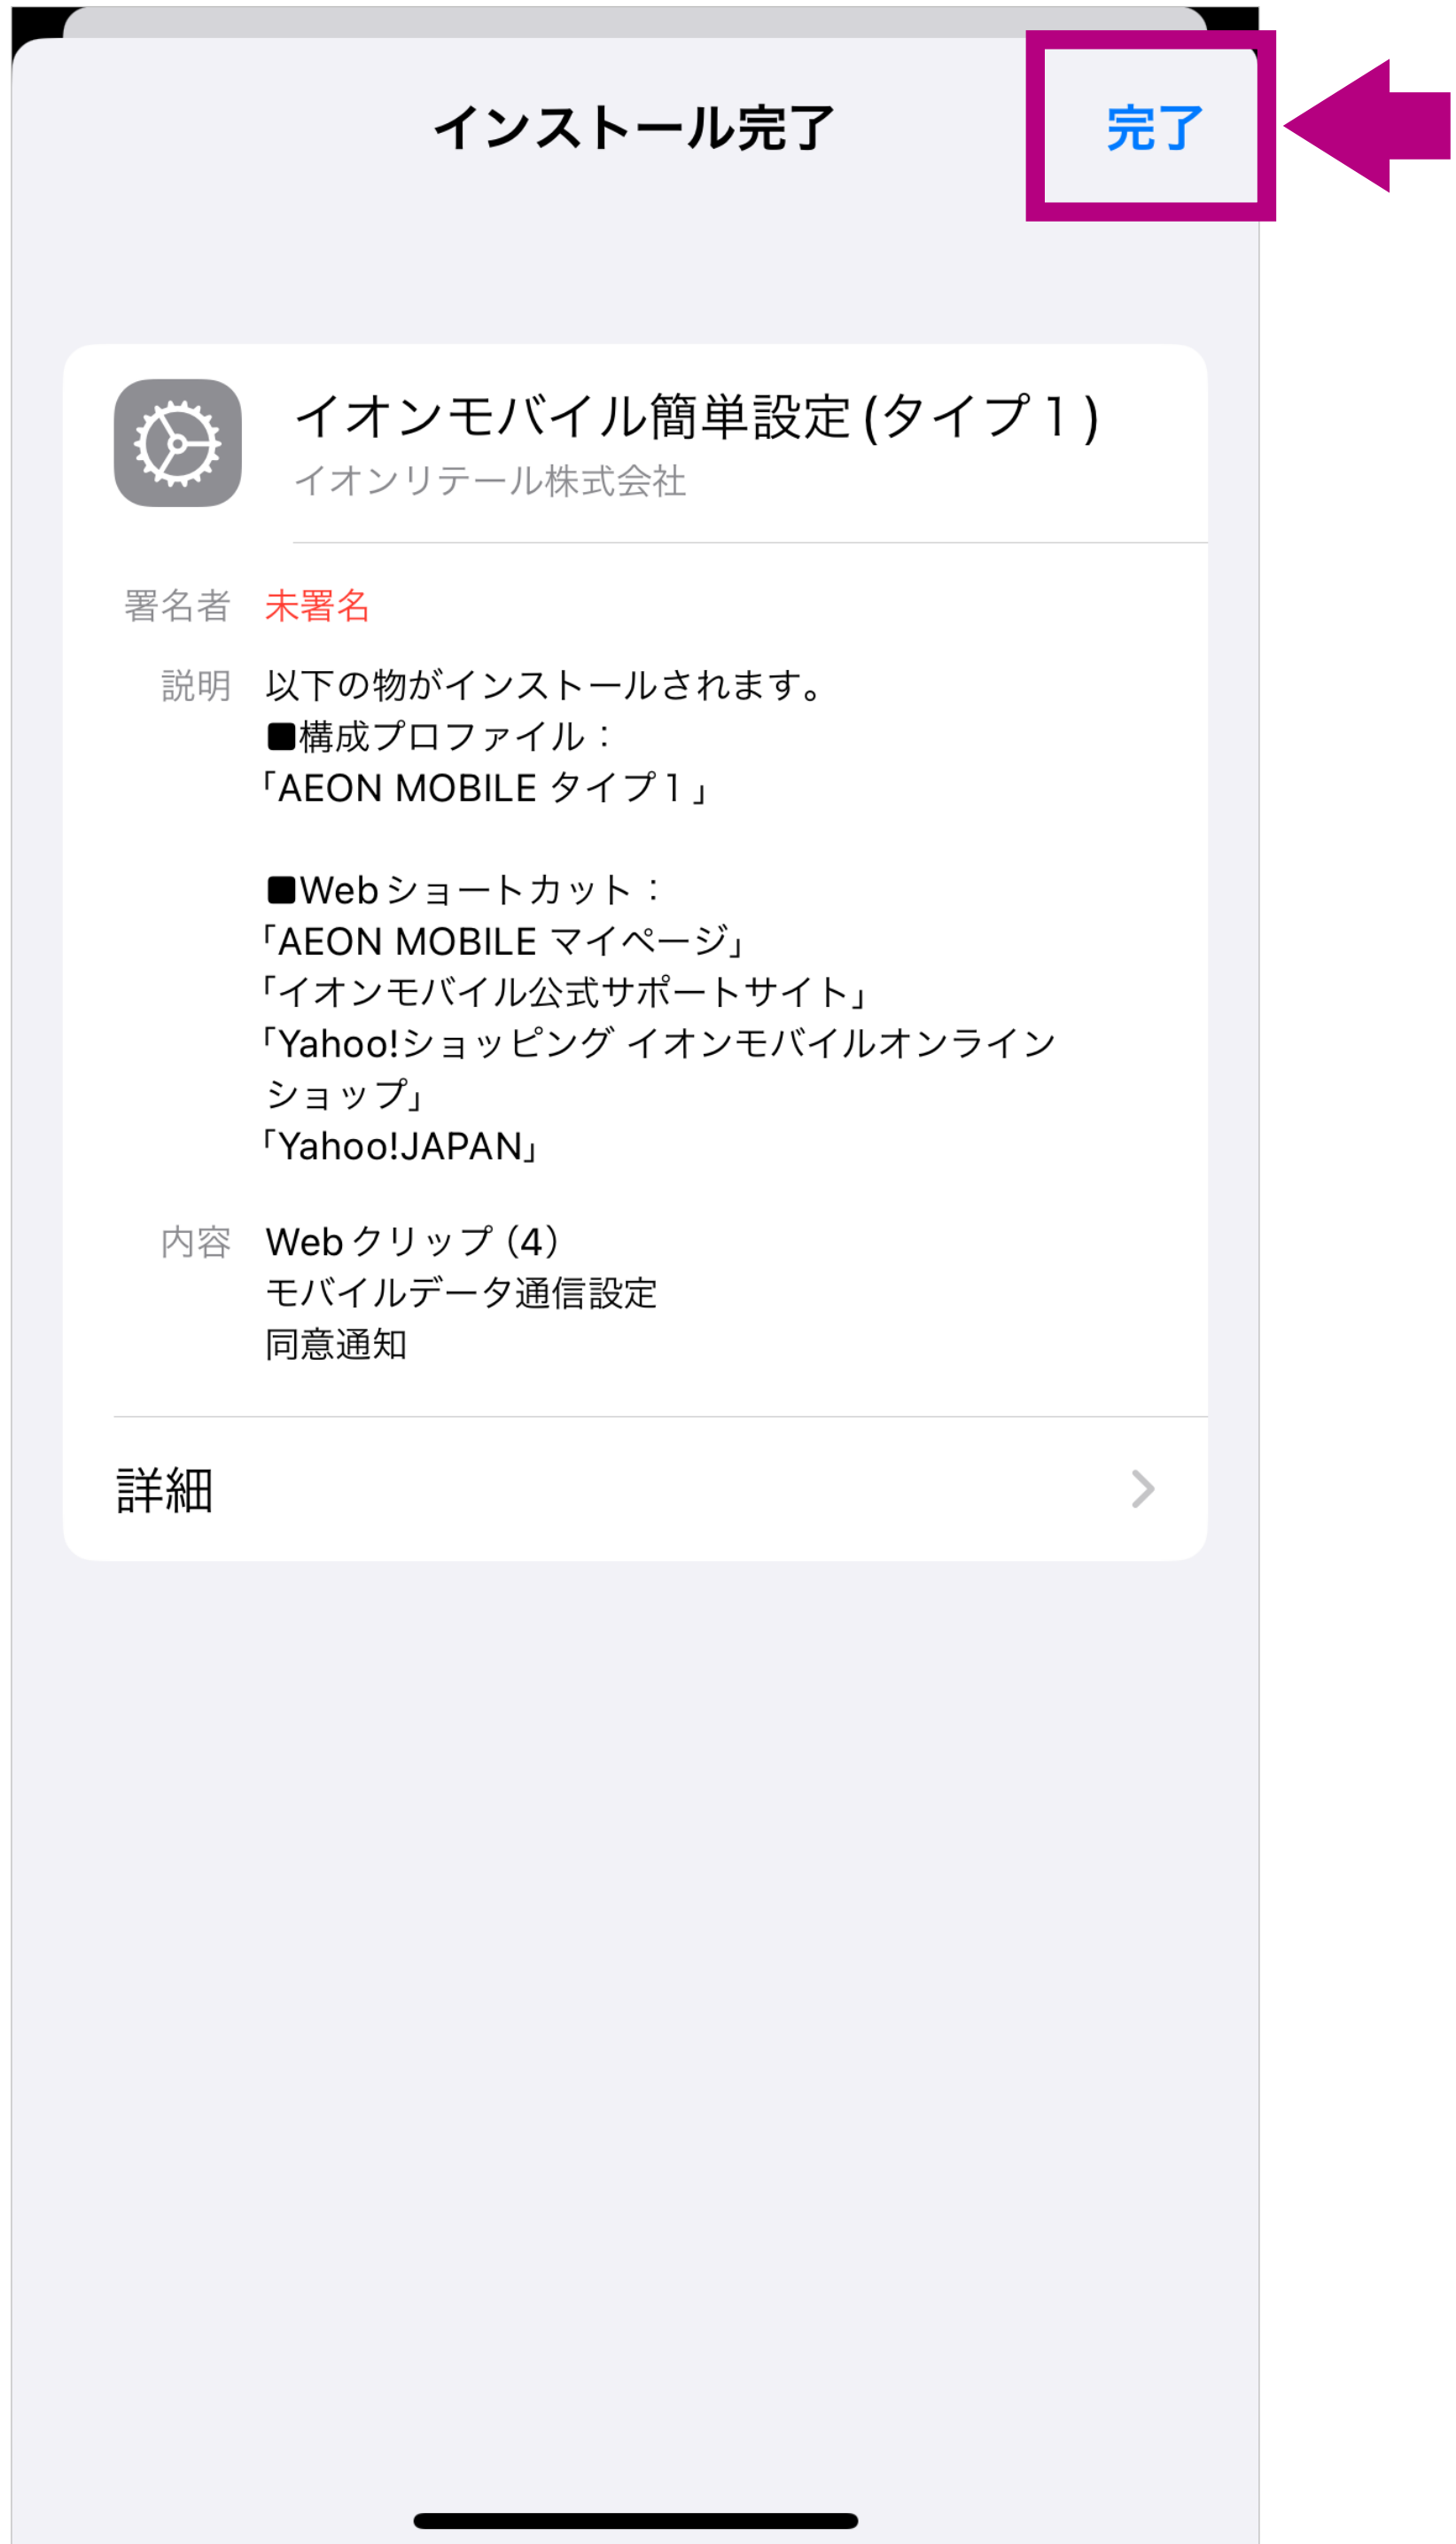 インストール完了
完了
イオンモバイル簡単設定(タイプ1)
イオンリテール株式会社
署名者 未署名
説明 以下の物がインストールされます。
■構成プロファイル：
「AEON MOBILE タイプ1」
■Webショートカット：
「AEON MOBILE マイページ」
「イオンモバイル公式サポートサイト」
「Yahoo!ショッピング イオンモバイルオンライン
ショップ」
「Yahoo!JAPAN」
内容 Webクリップ(4)
モバイルデータ通信設定
同意通知
詳細